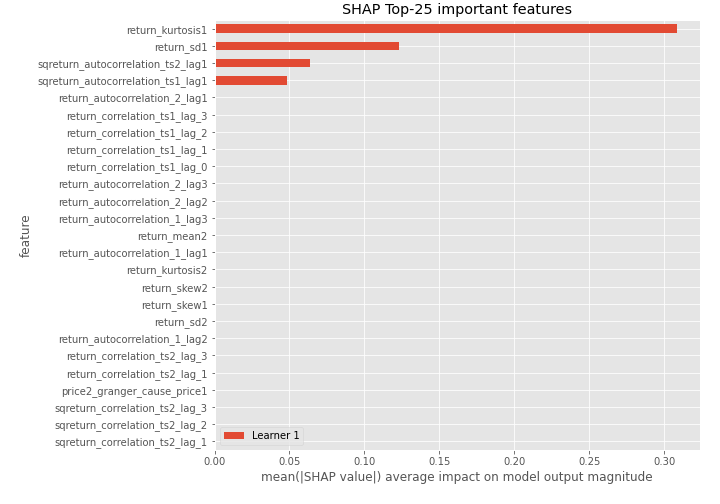 SHAP Top-25 important features
return_kurtosis1
return_sd1
sqreturn_autocorrelation_ts2_lag1
sqreturn_autocorrelation_ts1_lag1
return_autocorrelation_2_lag1
return_correlation_ts1_lag_3
return_correlation_ts1_lag_2
return_correlation_ts1_lag_1
return_correlation_ts1_lag_0
return_autocorrelation_2_lag3
return_autocorrelation_2_lag2
return_autocorrelation_1_lag3
return_mean2
return_autocorrelation_1_lag1
return_kurtosis2
return_skew2
return_skew1
return_sd2
return_autocorrelation_1_lag2
return_correlation_ts2_lag_3
return_correlation_ts2_lag_1
price2_granger_cause_price1
sqreturn_correlation_ts2_lag_3
sqreturn_correlation_ts2_lag_2
sqreturn_correlation_ts2_lag_1
feature
Learner 1
0.00 0.05 0.10 0.15 0.20 0.25 0.30
mean(|SHAP value|) average impact on model output magnitude